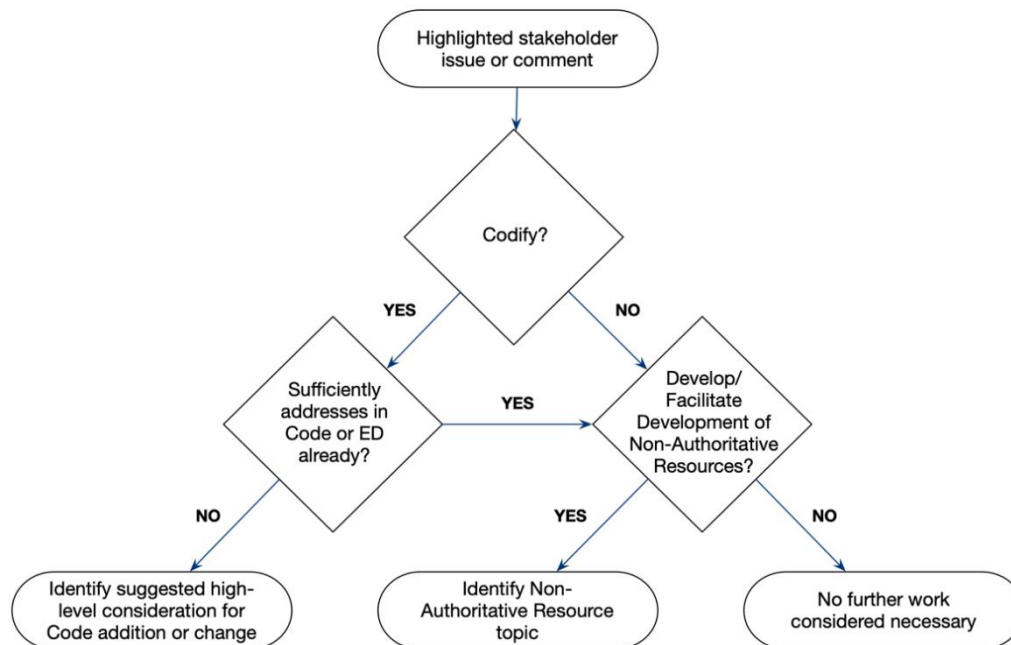 Highlighted stakeholder
issue or comment
Codify?
YES
NO
Sufficiently
addresses in
Code or ED
already?
YES
Develop/
Facilitate
Development of
Non-Authoritative
Resources?
NO
YES
NO
Identify suggested high-
level consideration for
Code addition or change
Identify Non-
Authoritative Resource
topic
No further work
considered necessary